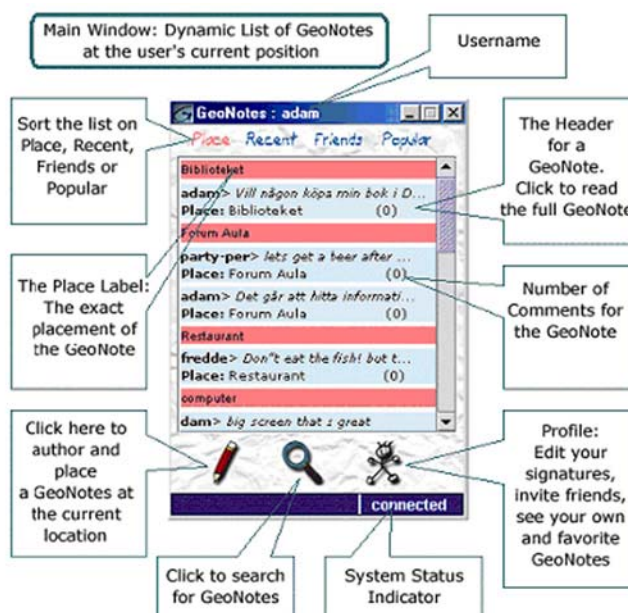 Main Window: Dynamic List of GeoNotes
at the user's current position
Username
Sort the list on
Place, Recent,
Friends or
Popular
GeoNotes : adam
Place Recent Friends Popular
Biblioteket
adam> Vill någon köpa min bok i D...
Place: Biblioteket (0)
Forum Aula
party-per> lets get a beer after ...
Place: Forum Aula (0)
adam> Det går att hitta informati...
Place: Forum Aula (0)
Restaurant
fredde> Don"t eat the fish! but t...
Place: Restaurant (0)
computer
dam> big screen that s great
connected
The Header
for a
GeoNote.
Click to read
the full GeoNote
The Place Label:
The exact
placement of
the GeoNote
Number of
Comments for
the GeoNote
Click here to
author and
place
a GeoNotes at
the current
location
Profile:
Edit your
signatures,
invite friends,
see your own
and favorite
GeoNotes
Click to search
for GeoNotes
System Status
Indicator